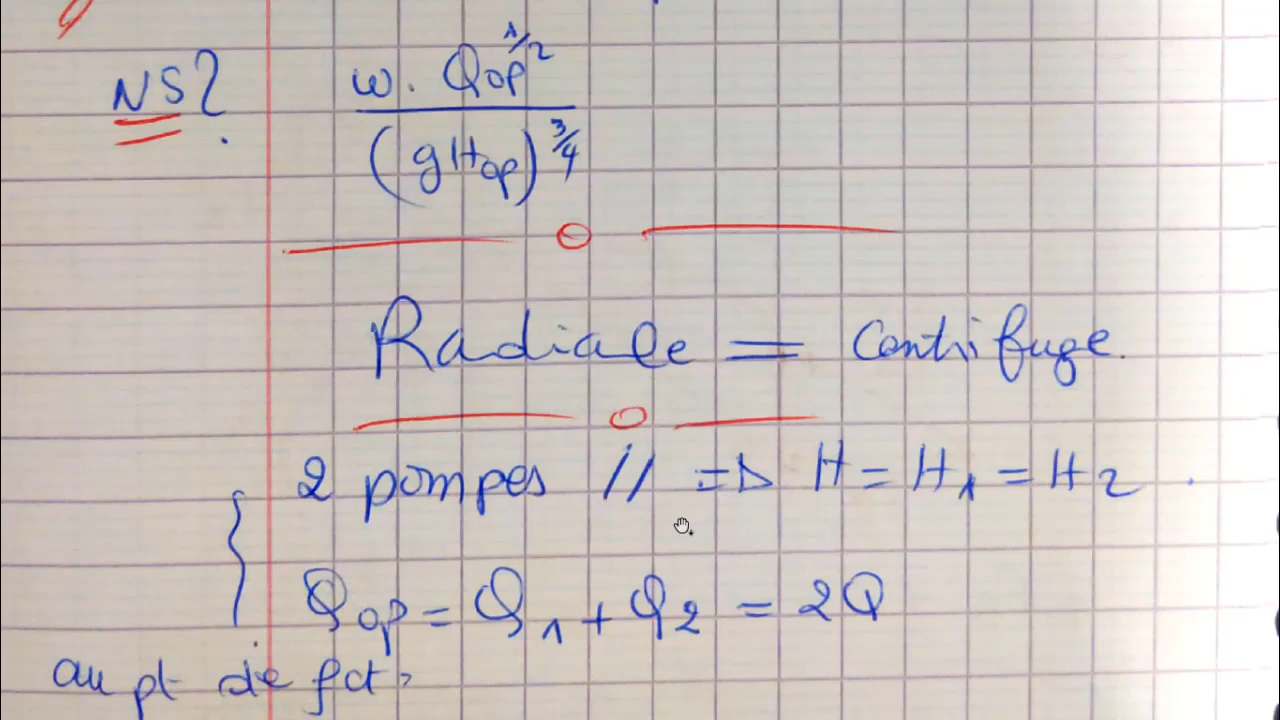 NS? ω. Qop^1/2
(gHop)^3/4
Radiale = Centrifuge.
2 pompes // => H = H1 = H2 .
Qop = Q1 + Q2 = 2Q
au pt de fct,